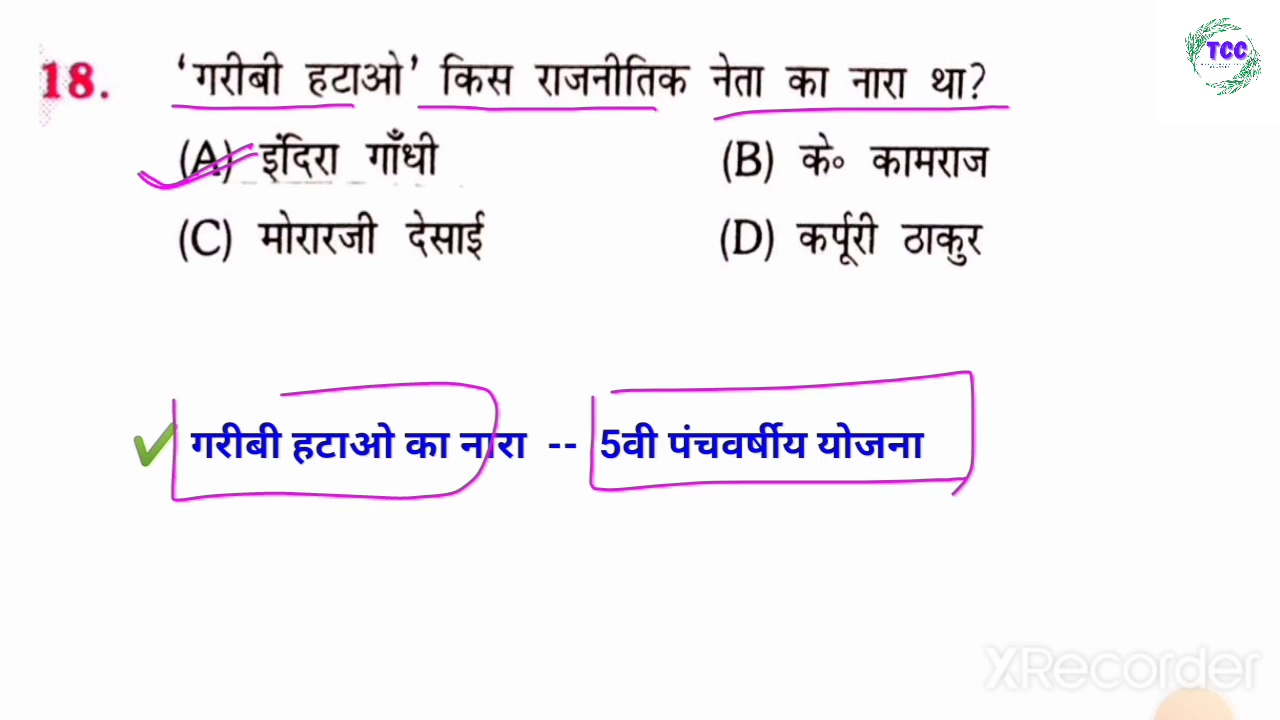 TCC
18. ‘गरीबी हटाओ’ किस राजनीतिक नेता का नारा था?
(A) इंदिरा गाँधी (B) के० कामराज
(C) मोरारजी देसाई (D) कर्पूरी ठाकुर
✔ गरीबी हटाओ का नारा -- 5वी पंचवर्षीय योजना
XRecorder